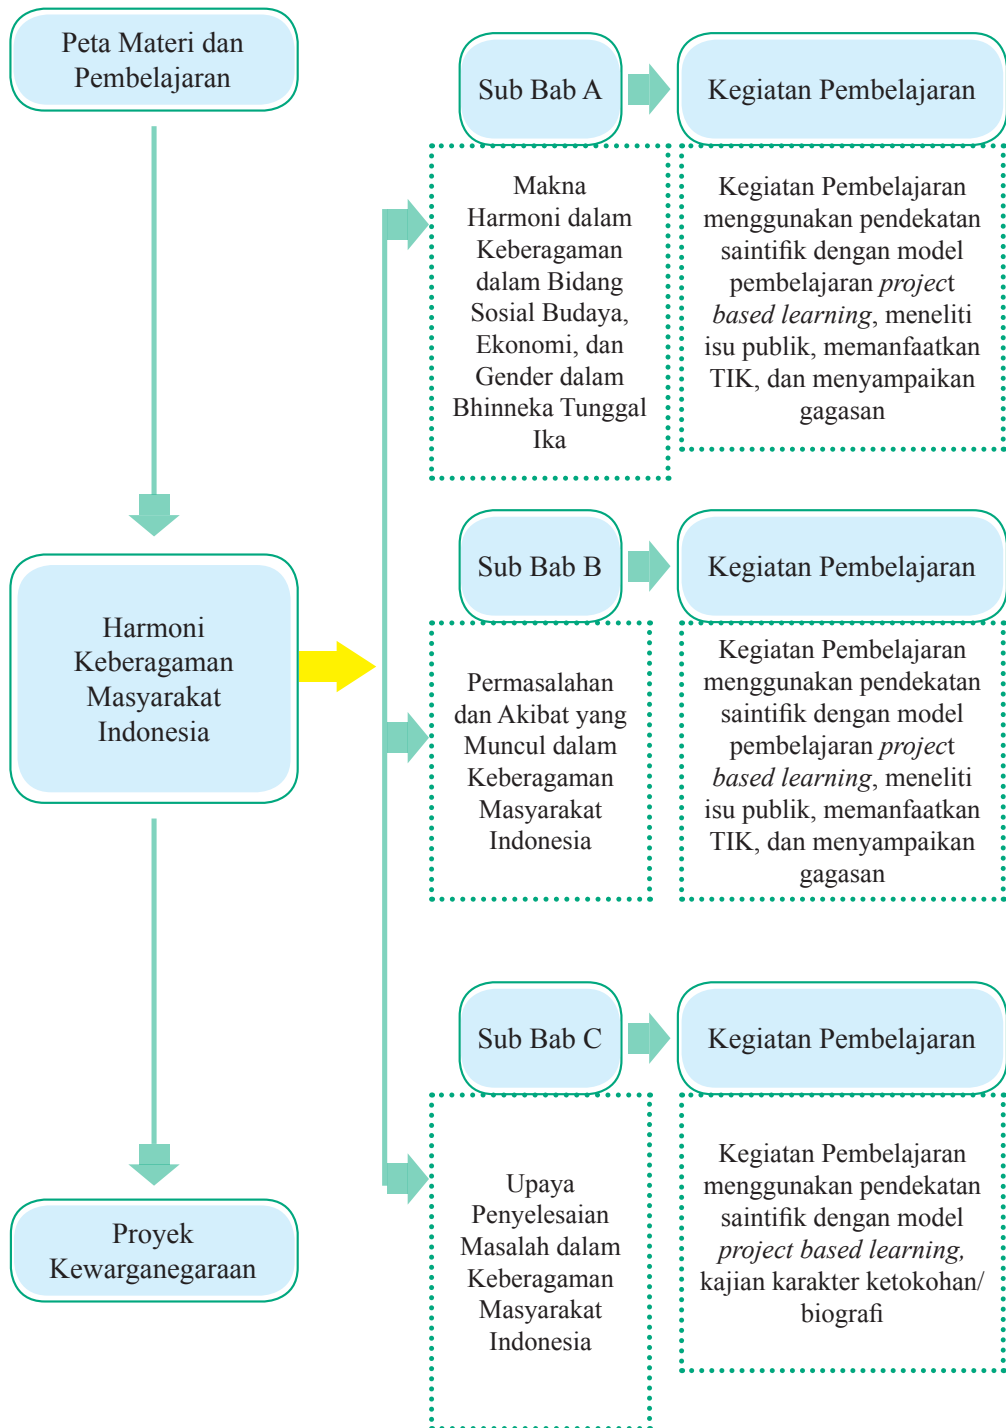 Peta Materi dan
Pembelajaran
Harmoni
Keberagaman
Masyarakat
Indonesia
Proyek
Kewarganegaraan
Sub Bab A
Kegiatan Pembelajaran
Makna
Harmoni dalam
Keberagaman
dalam Bidang
Sosial Budaya,
Ekonomi, dan
Gender dalam
Bhinneka Tunggal
Ika
Kegiatan Pembelajaran
menggunakan pendekatan
saintifik dengan model
pembelajaran project
based learning, meneliti
isu publik, memanfaatkan
TIK, dan menyampaikan
gagasan
Sub Bab B
Kegiatan Pembelajaran
Permasalahan
dan Akibat yang
Muncul dalam
Keberagaman
Masyarakat
Indonesia
Kegiatan Pembelajaran
menggunakan pendekatan
saintifik dengan model
pembelajaran project
based learning, meneliti
isu publik, memanfaatkan
TIK, dan menyampaikan
gagasan
Sub Bab C
Kegiatan Pembelajaran
Upaya
Penyelesaian
Masalah dalam
Keberagaman
Masyarakat
Indonesia
Kegiatan Pembelajaran
menggunakan pendekatan
saintifik dengan model
project based learning,
kajian karakter ketokohan/
biografi